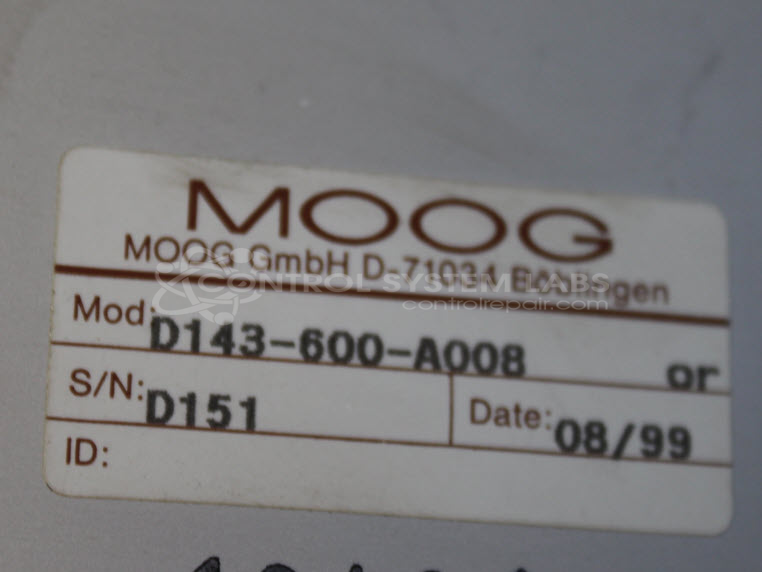 MOOG
MOOG GmbH D-71034 Böblingen
CONTROL SYSTEM LABS
controlrepair.com
Mod: D143-600-A008 or
S/N: D151 Date: 08/99
ID: